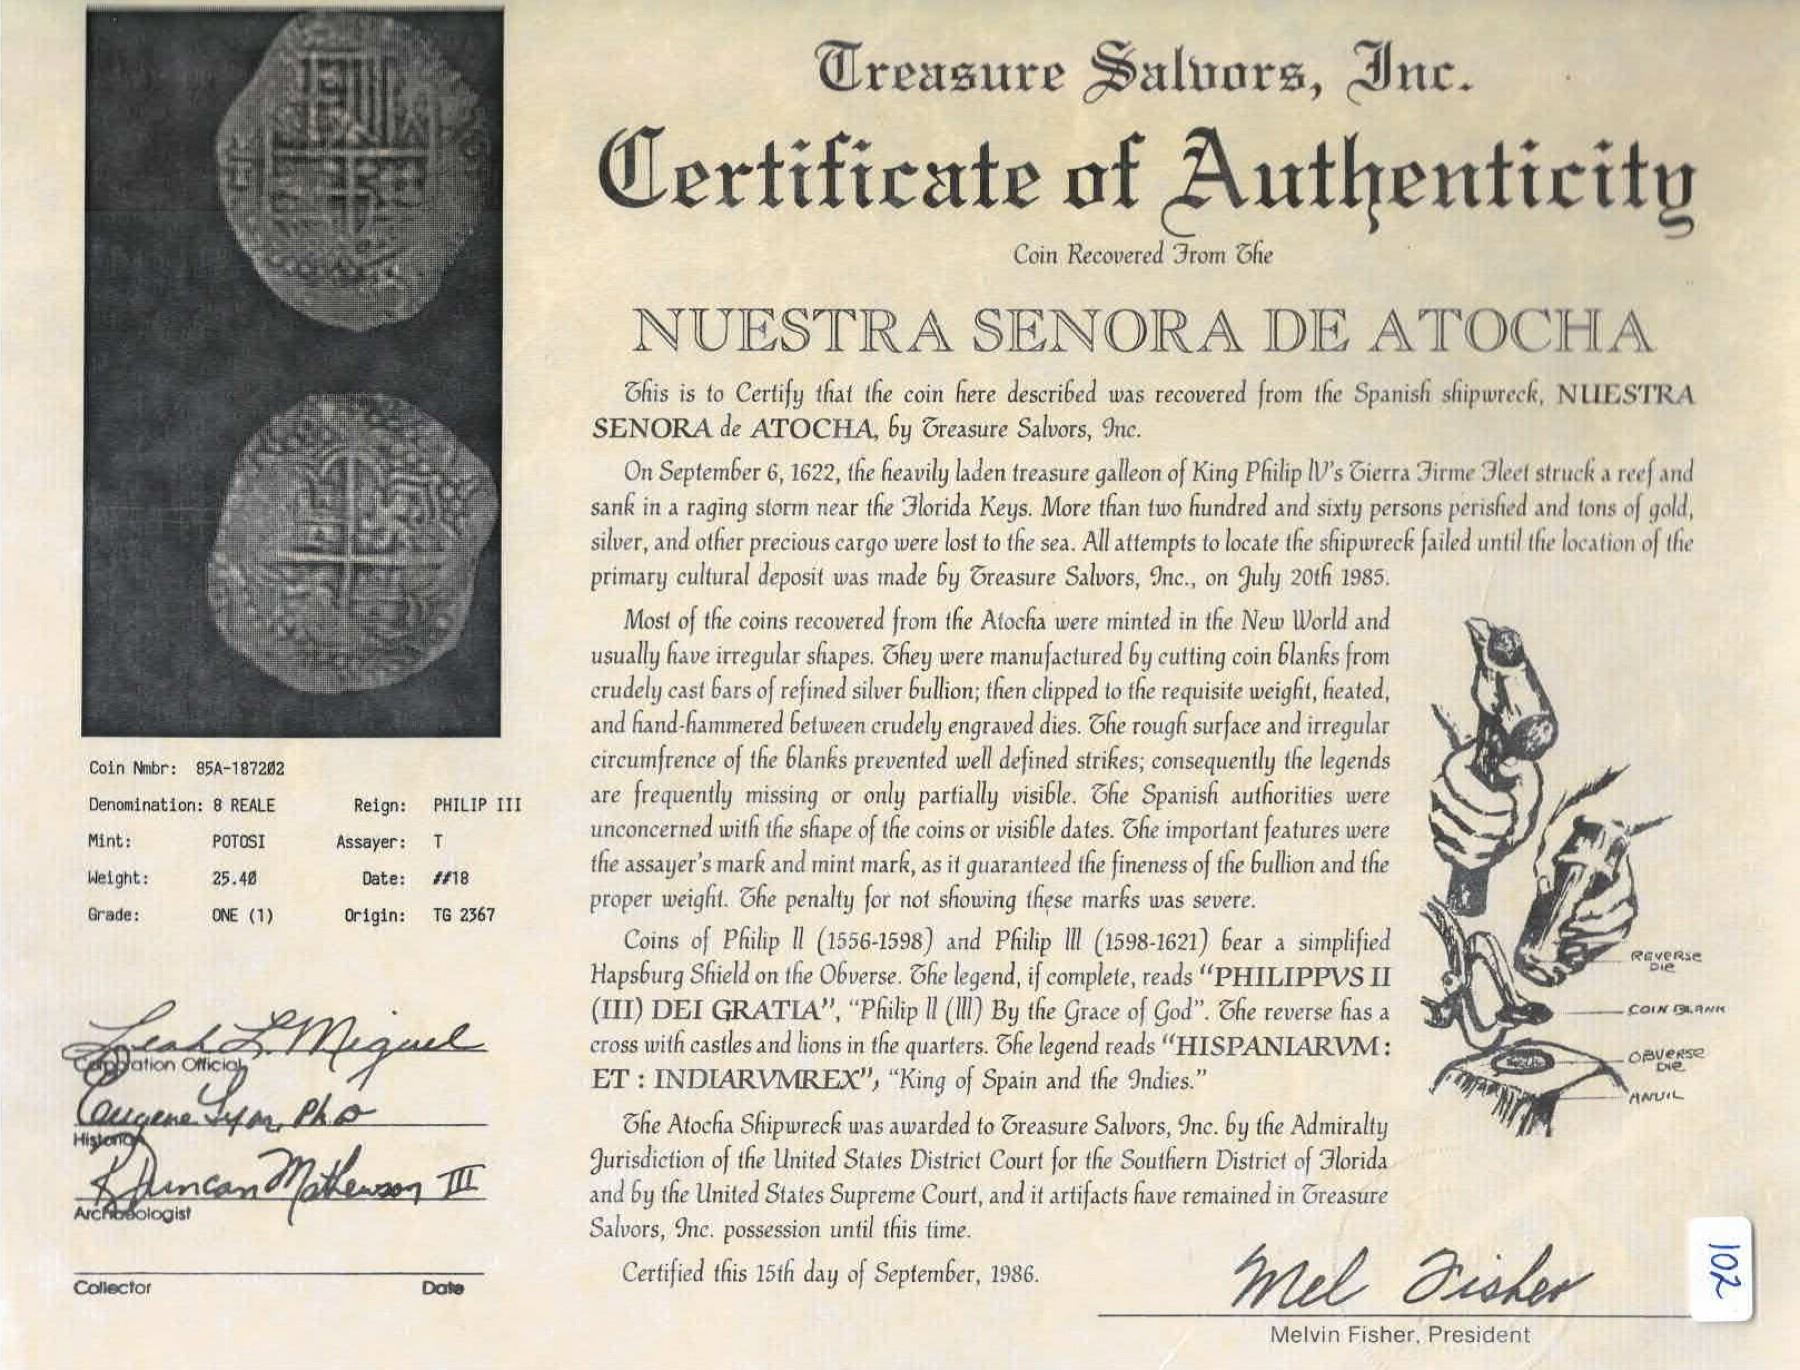 Treasure Salvors, Inc.
Certificate of Authenticity
Coin Recovered From The
NUESTRA SENORA DE ATOCHA
This is to Certify that the coin here described was recovered from the Spanish shipwreck, NUESTRA
SENORA de ATOCHA, by Treasure Salvors, Inc.
On September 6, 1622, the heavily laden treasure galleon of King Philip IV's Tierra Firme Fleet struck a reef and
sank in a raging storm near the Florida Keys. More than two hundred and sixty persons perished and tons of gold,
silver, and other precious cargo were lost to the sea. All attempts to locate the shipwreck failed until the location of the
primary cultural deposit was made by Treasure Salvors, Inc., on July 20th 1985.
Most of the coins recovered from the Atocha were minted in the New World and
usually have irregular shapes. They were manufactured by cutting coin blanks from
crudely cast bars of refined silver bullion; then clipped to the requisite weight, heated,
and hand-hammered between crudely engraved dies. The rough surface and irregular
circumfrence of the blanks prevented well defined strikes; consequently the legends
are frequently missing or only partially visible. The Spanish authorities were
unconcerned with the shape of the coins or visible dates. The important features were
the assayer's mark and mint mark, as it guaranteed the fineness of the bullion and the
proper weight. The penalty for not showing these marks was severe.
Coins of Philip II (1556-1598) and Philip III (1598-1621) bear a simplified
Hapsburg Shield on the Obverse. The legend, if complete, reads "PHILIPPVS II
(III) DEI GRATIA", "Philip II (III) By the Grace of God". The reverse has a
cross with castles and lions in the quarters. The legend reads "HISPANIARVM :
ET : INDIARVMREX", "King of Spain and the Indies."
The Atocha Shipwreck was awarded to Treasure Salvors, Inc. by the Admiralty
Jurisdiction of the United States District Court for the Southern District of Florida
and by the United States Supreme Court, and it artifacts have remained in Treasure
Salvors, Inc. possession until this time.
Certified this 15th day of September, 1986.
Mel Fisher
Melvin Fisher, President
REVERSE
DIE
COIN BLANK
OBVERSE
DIE
ANVIL
102
Coin Nmbr: 85A-187202
Denomination: 8 REALE Reign: PHILIP III
Mint: POTOSI Assayer: T
Weight: 25.40 Date: ##18
Grade: ONE (1) Origin: TG 2367
Leah L. Miguel
Corporation Official
Eugene Lyon, PhD
Historian
R Duncan Mathewson III
Archaeologist
Collector Date